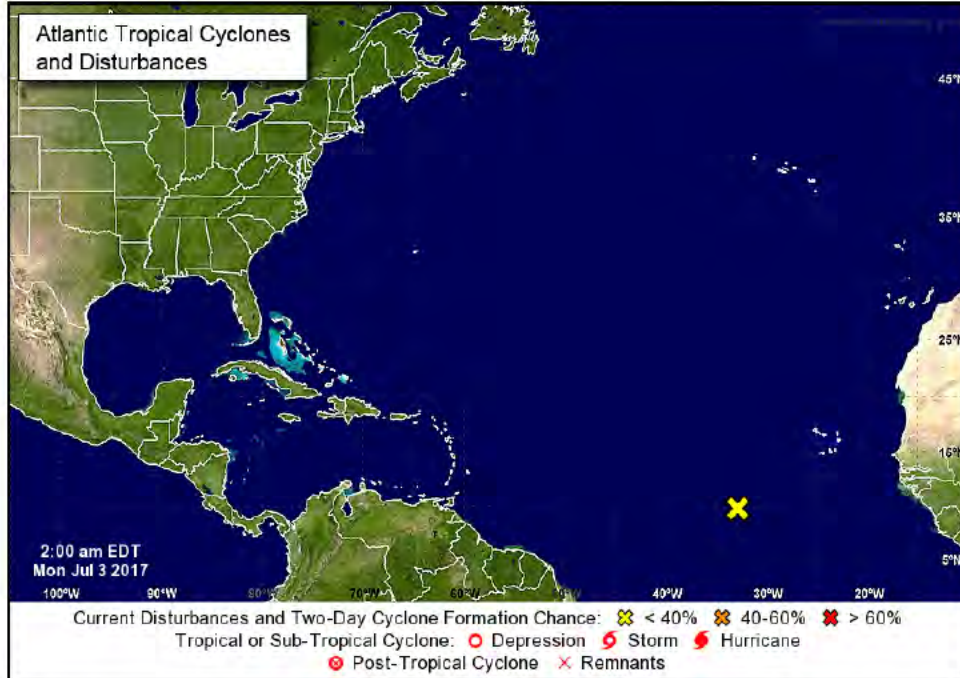 Atlantic Tropical Cyclones
and Disturbances
45°N
35°N
25°N
15°N
5°N
2:00 am EDT
Mon Jul 3 2017
100°W 90°W 80°W 70°W 60°W 40°W 30°W 20°W
Current Disturbances and Two-Day Cyclone Formation Chance: < 40% 40-60% > 60%
Tropical or Sub-Tropical Cyclone: Depression Storm Hurricane
Post-Tropical Cyclone Remnants